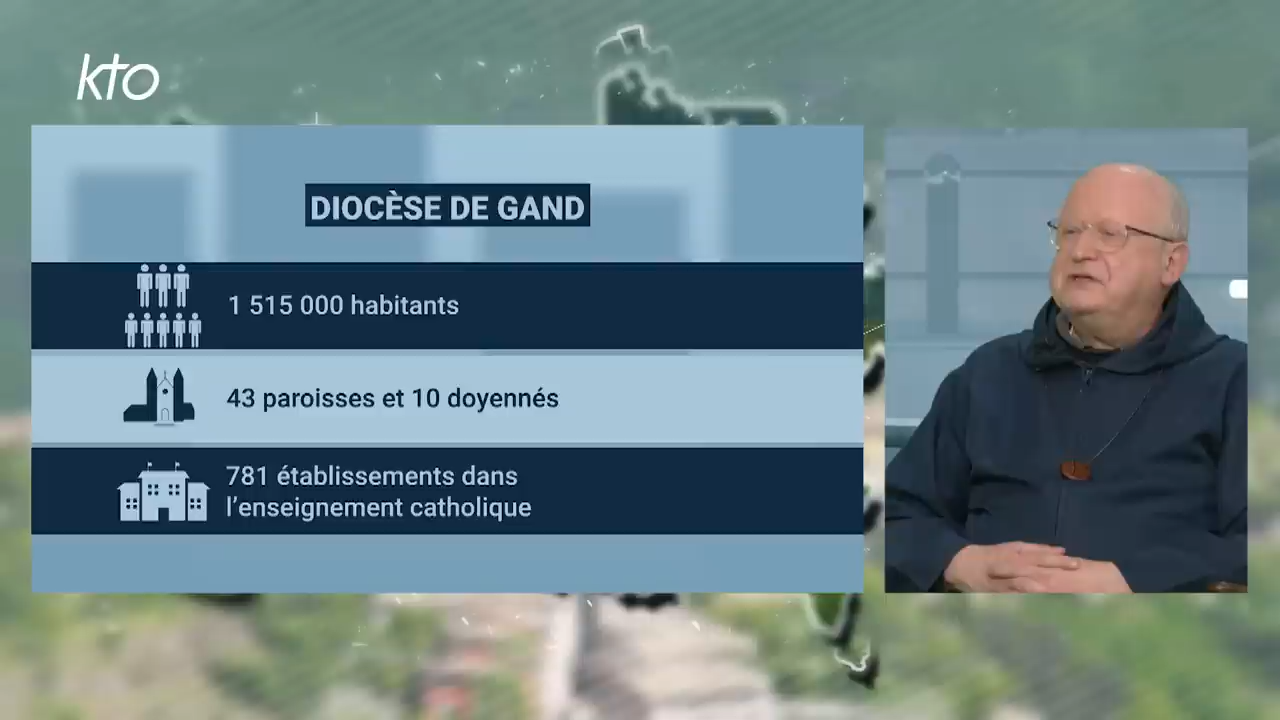 kto
DIOCÈSE DE GAND
1 515 000 habitants
43 paroisses et 10 doyennés
781 établissements dans
l'enseignement catholique